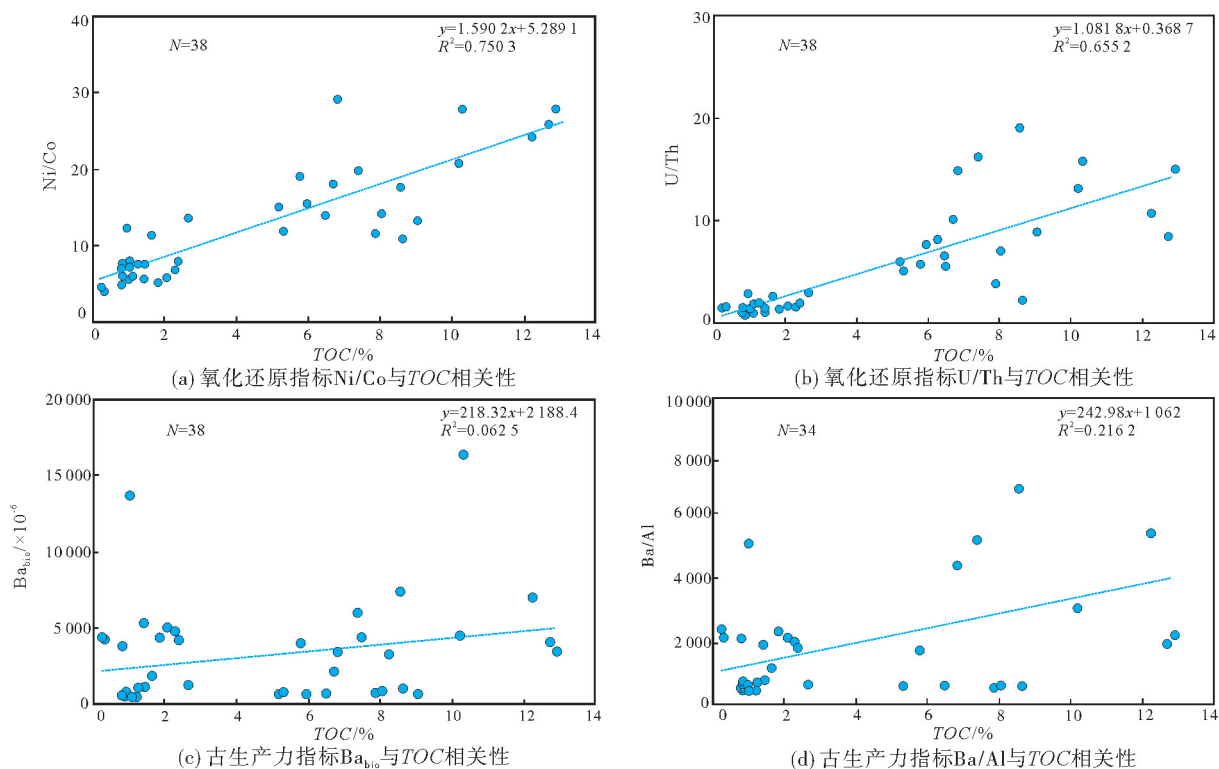 40
y=1.590 2x+5.289 1
N=38
R²=0.750 3
30
20
10
0
Ni/Co
0 2 4 6 8 10 12 14
TOC/%
(a) 氧化还原指标Ni/Co与TOC相关性
30
y=1.081 8x+0.368 7
N=38
R²=0.655 2
20
10
0
U/Th
0 2 4 6 8 10 12 14
TOC/%
(b) 氧化还原指标U/Th与TOC相关性
20 000
y=218.32x+2 188.4
N=38
R²=0.062 5
15 000
10 000
5 000
0
Ba_bio/×10⁻⁶
0 2 4 6 8 10 12 14
TOC/%
(c) 古生产力指标Ba_bio与TOC相关性
10 000
y=242.98x+1 062
N=34
R²=0.216 2
8 000
6 000
4 000
2 000
0
Ba/Al
0 2 4 6 8 10 12 14
TOC/%
(d) 古生产力指标Ba/Al与TOC相关性